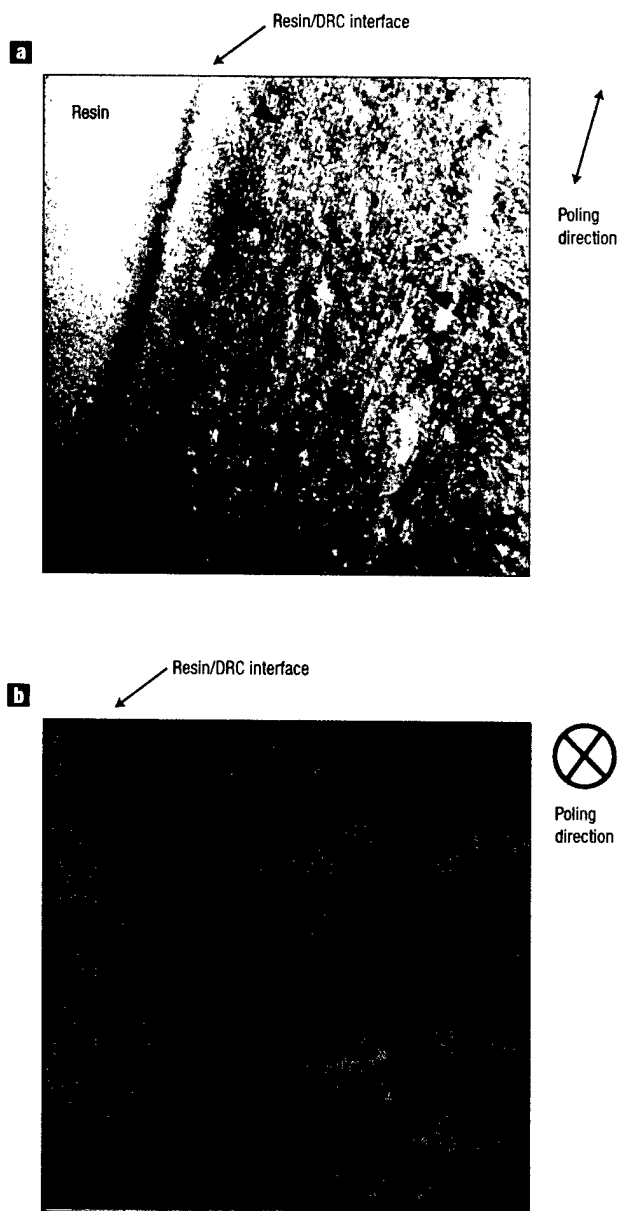 Resin/DRC interface
a
Resin
Poling
direction
Resin/DRC interface
b
Poling
direction